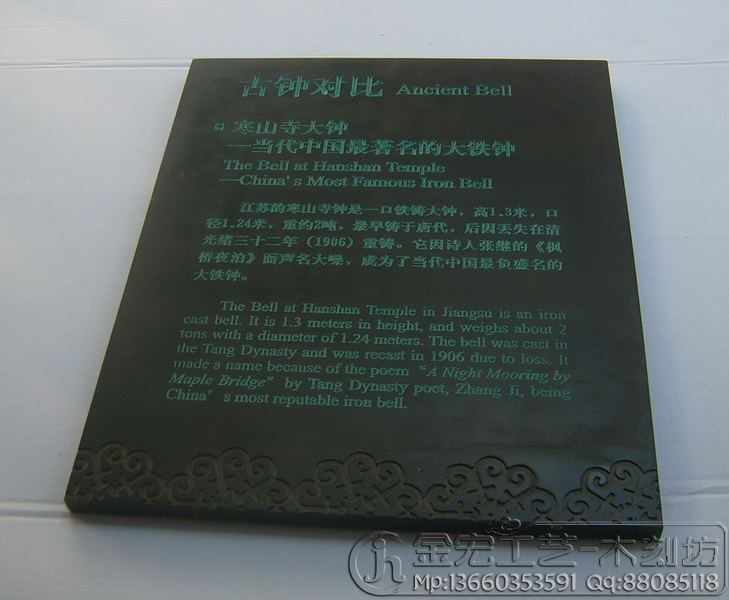 古钟对比 Ancient Bell
寒山寺大钟
—当代中国最著名的大铁钟
The Bell at Hanshan Temple
—China's Most Famous Iron Bell
江苏的寒山寺钟是一口铁铸大钟，高1.3米，口
径1.24米，重约2吨，最早铸于唐代，后因丢失在清
光绪三十二年（1906）重铸。它因诗人张继的《枫
桥夜泊》而声名大噪，成为了当代中国最负盛名的
大铁钟。
The Bell at Hanshan Temple in Jiangsu is an iron
cast bell. It is 1.3 meters in height, and weighs about 2
tons with a diameter of 1.24 meters. The bell was cast in
the Tang Dynasty and was recast in 1906 due to loss. It
made a name because of the poem “A Night Mooring by
Maple Bridge” by Tang Dynasty poet, Zhang Ji, being
China's most reputable iron bell.
金宏工艺-木刻坊
Mp:13660353591 qq:88085118